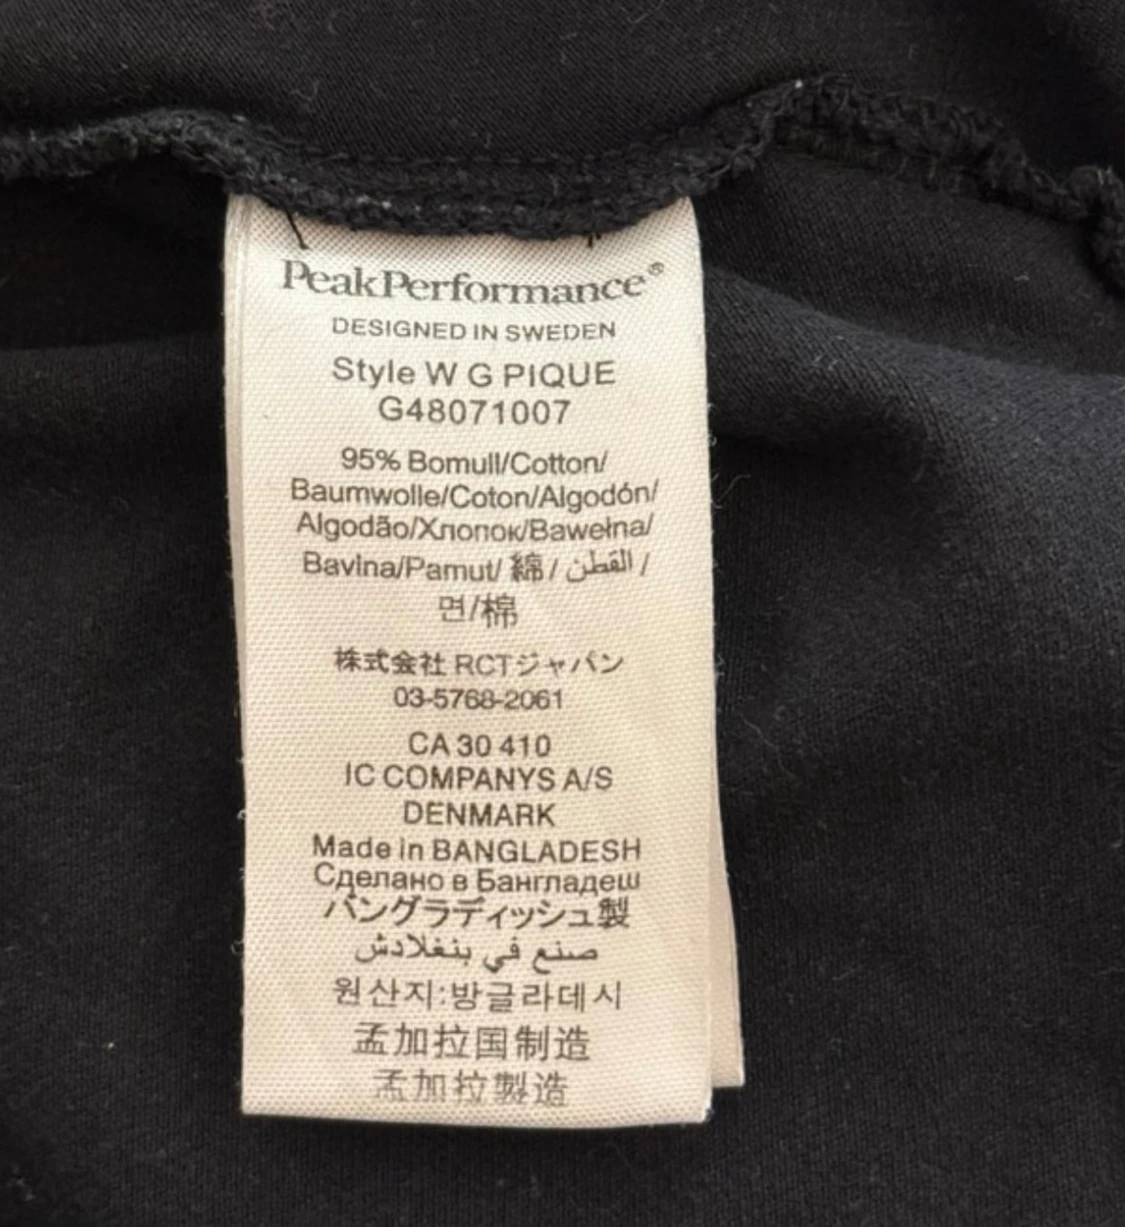 PeakPerformance®
DESIGNED IN SWEDEN
Style W G PIQUE
G48071007
95% Bomull/Cotton/
Baumwolle/Coton/Algodón/
Algodão/Хлопок/Bawełna/
Bavlna/Pamut/ 綿 / القطن /
면/棉
株式会社 RCTジャパン
03-5768-2061
CA 30 410
IC COMPANYS A/S
DENMARK
Made in BANGLADESH
Сделано в Бангладеш
バングラディッシュ製
صنع في بنغلادش
원산지:방글라데시
孟加拉国制造
孟加拉製造